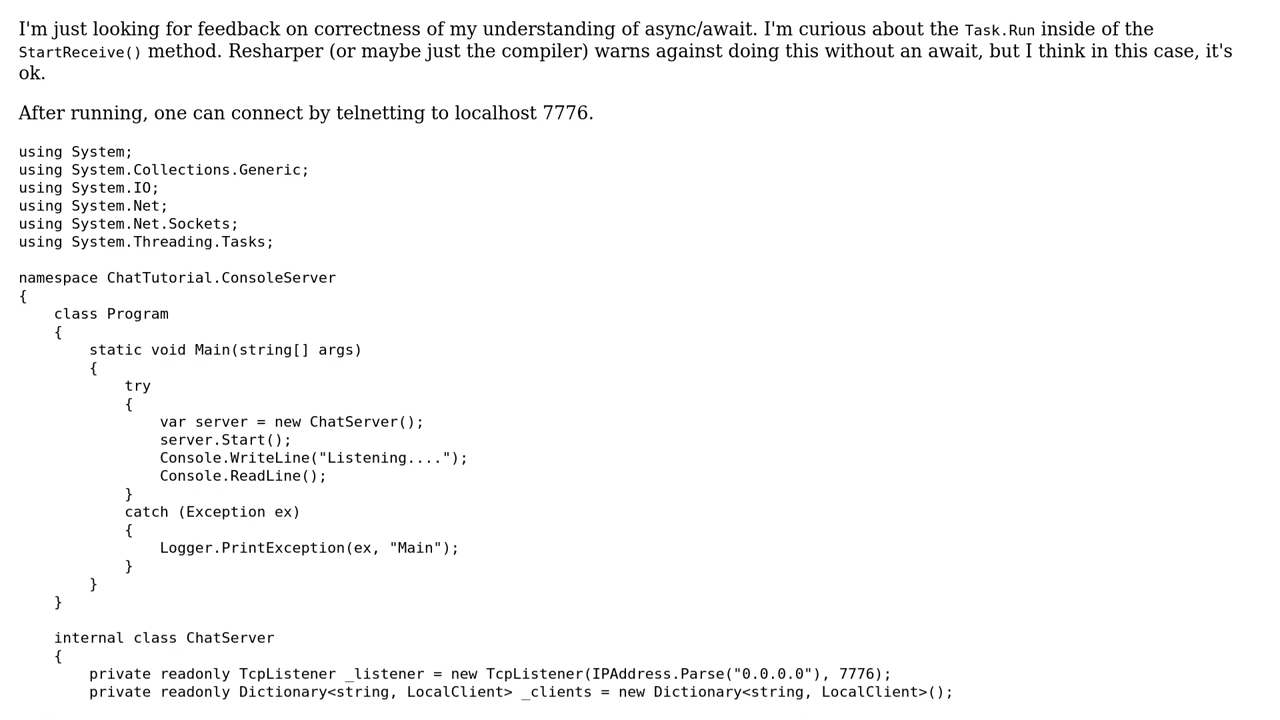 I'm just looking for feedback on correctness of my understanding of async/await. I'm curious about the Task.Run inside of the
StartReceive() method. Resharper (or maybe just the compiler) warns against doing this without an await, but I think in this case, it's
ok.
After running, one can connect by telnetting to localhost 7776.
using System;
using System.Collections.Generic;
using System.IO;
using System.Net;
using System.Net.Sockets;
using System.Threading.Tasks;
namespace ChatTutorial.ConsoleServer
{
    class Program
    {
        static void Main(string[] args)
        {
            try
            {
                var server = new ChatServer();
                server.Start();
                Console.WriteLine("Listening....");
                Console.ReadLine();
            }
            catch (Exception ex)
            {
                Logger.PrintException(ex, "Main");
            }
        }
    }
    internal class ChatServer
    {
        private readonly TcpListener _listener = new TcpListener(IPAddress.Parse("0.0.0.0"), 7776);
        private readonly Dictionary<string, LocalClient> _clients = new Dictionary<string, LocalClient>();